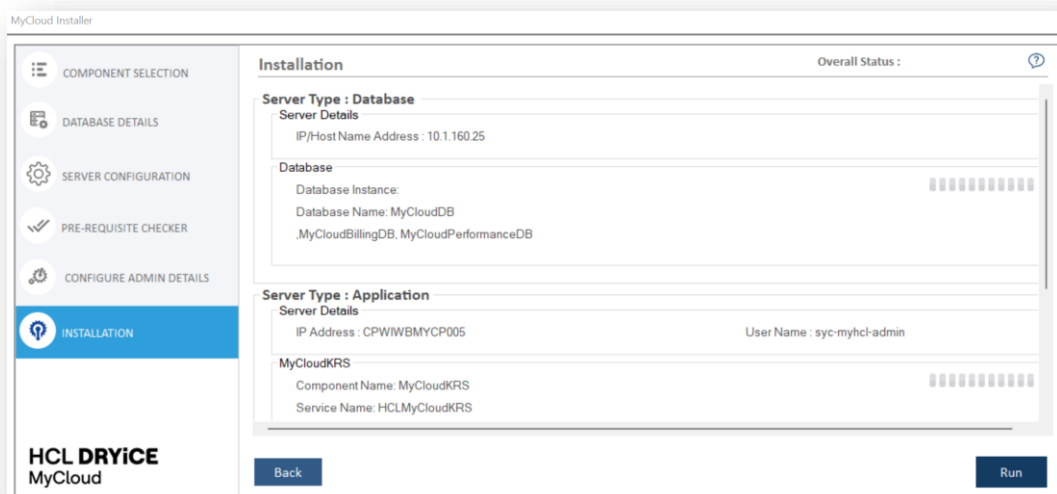 MyCloud Installer
COMPONENT SELECTION
DATABASE DETAILS
SERVER CONFIGURATION
PRE-REQUISITE CHECKER
CONFIGURE ADMIN DETAILS
INSTALLATION
HCL DRYiCE
MyCloud
Installation
Overall Status :
?
Server Type : Database
Server Details
IP/Host Name Address : 10.1.160.25
Database
Database Instance:
Database Name: MyCloudDB
,MyCloudBillingDB, MyCloudPerformanceDB
Server Type : Application
Server Details
IP Address : CPWIWBMYCP005
User Name : syc-myhcl-admin
MyCloudKRS
Component Name: MyCloudKRS
Service Name: HCLMyCloudKRS
Back
Run